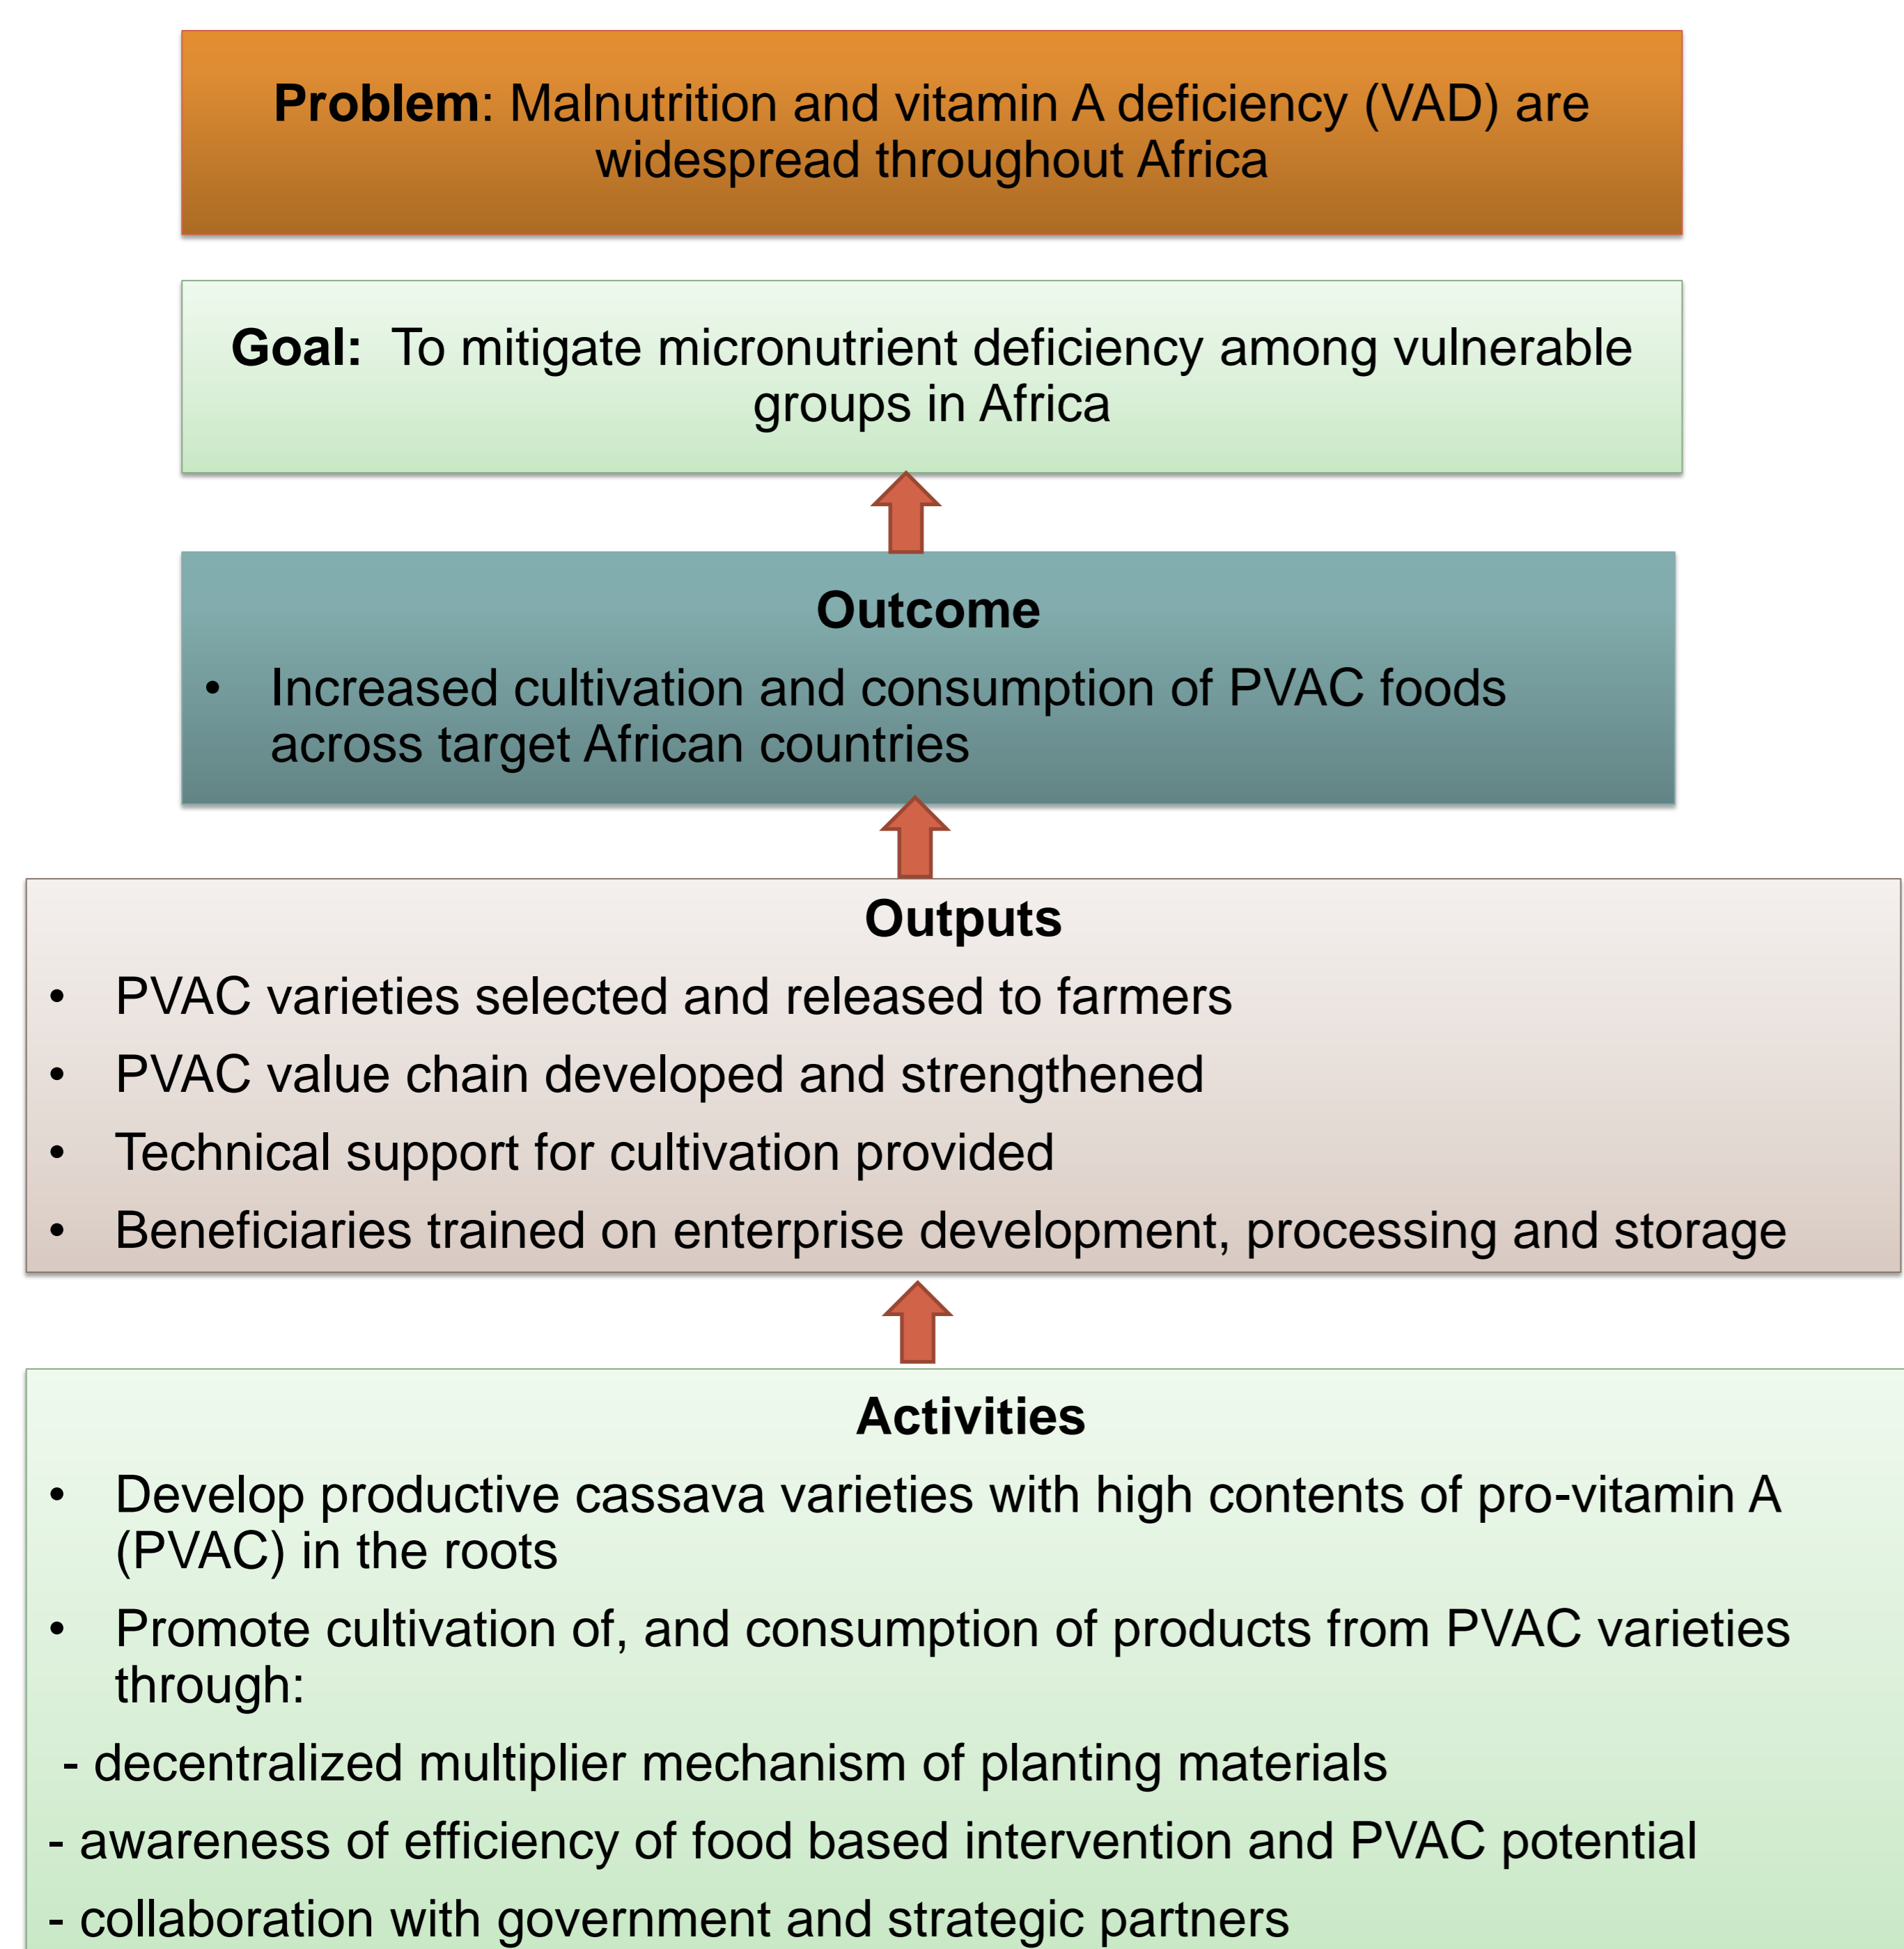 Problem: Malnutrition and vitamin A deficiency (VAD) are
widespread throughout Africa
Goal: To mitigate micronutrient deficiency among vulnerable
groups in Africa
Outcome
• Increased cultivation and consumption of PVAC foods
across target African countries
Outputs
• PVAC varieties selected and released to farmers
• PVAC value chain developed and strengthened
• Technical support for cultivation provided
• Beneficiaries trained on enterprise development, processing and storage
Activities
• Develop productive cassava varieties with high contents of pro-vitamin A
(PVAC) in the roots
• Promote cultivation of, and consumption of products from PVAC varieties
through:
- decentralized multiplier mechanism of planting materials
- awareness of efficiency of food based intervention and PVAC potential
- collaboration with government and strategic partners